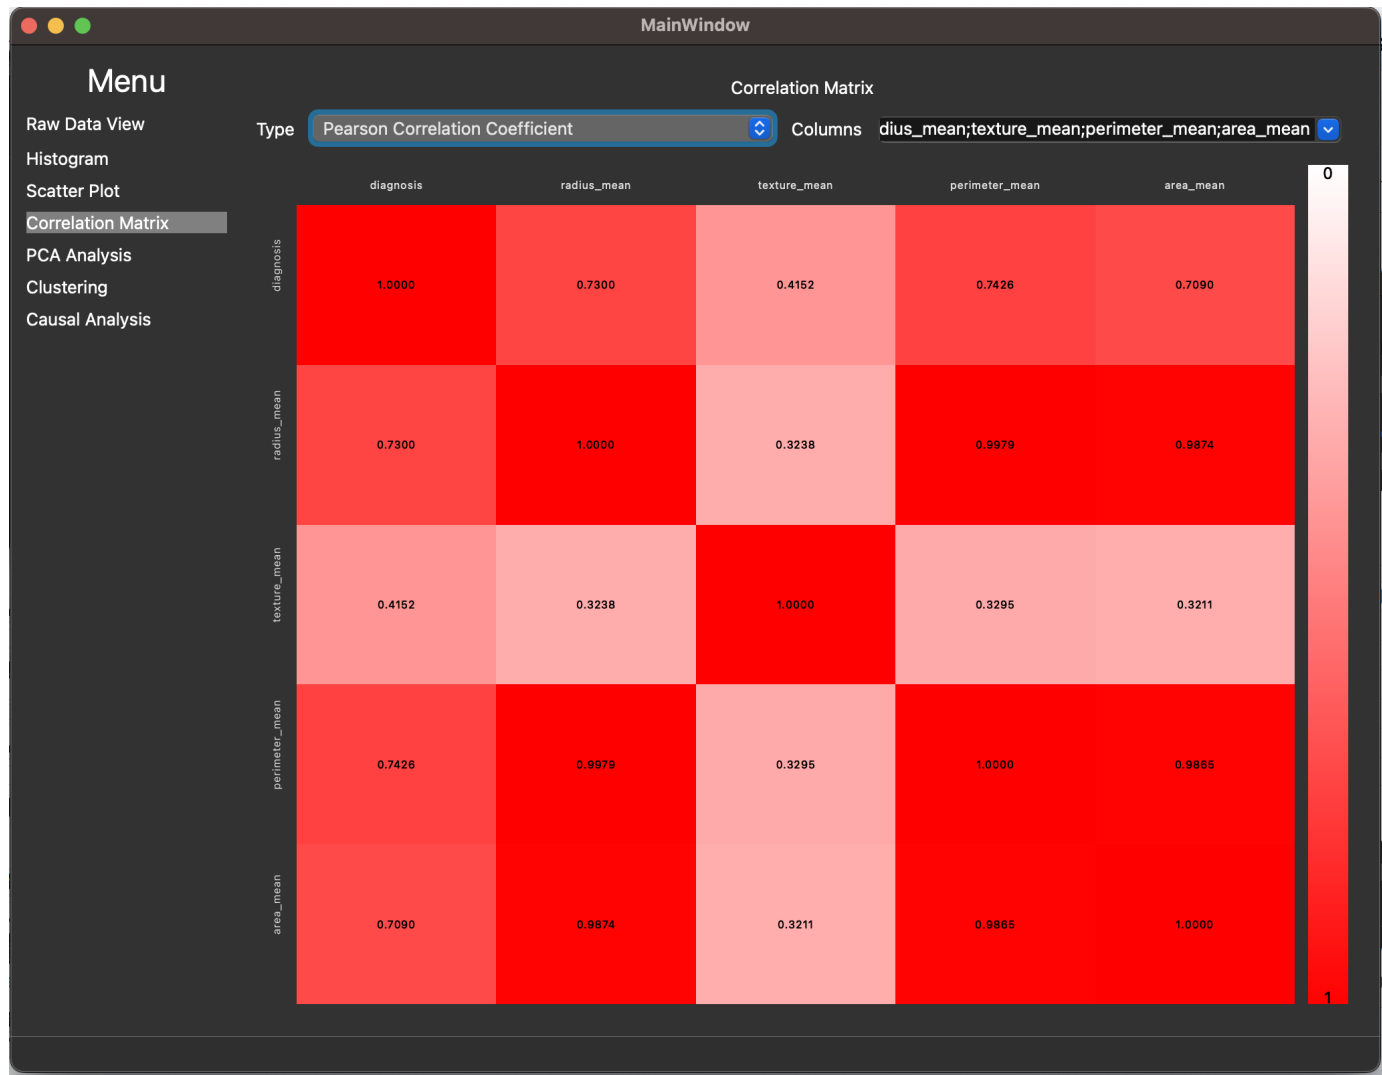 MainWindow
Menu
Raw Data View
Histogram
Scatter Plot
Correlation Matrix
PCA Analysis
Clustering
Causal Analysis
Correlation Matrix
Type Pearson Correlation Coefficient Columns dius_mean;texture_mean;perimeter_mean;area_mean
diagnosis radius_mean texture_mean perimeter_mean area_mean
diagnosis 1.0000 0.7300 0.4152 0.7426 0.7090
radius_mean 0.7300 1.0000 0.3238 0.9979 0.9874
texture_mean 0.4152 0.3238 1.0000 0.3295 0.3211
perimeter_mean 0.7426 0.9979 0.3295 1.0000 0.9865
area_mean 0.7090 0.9874 0.3211 0.9865 1.0000
0
1